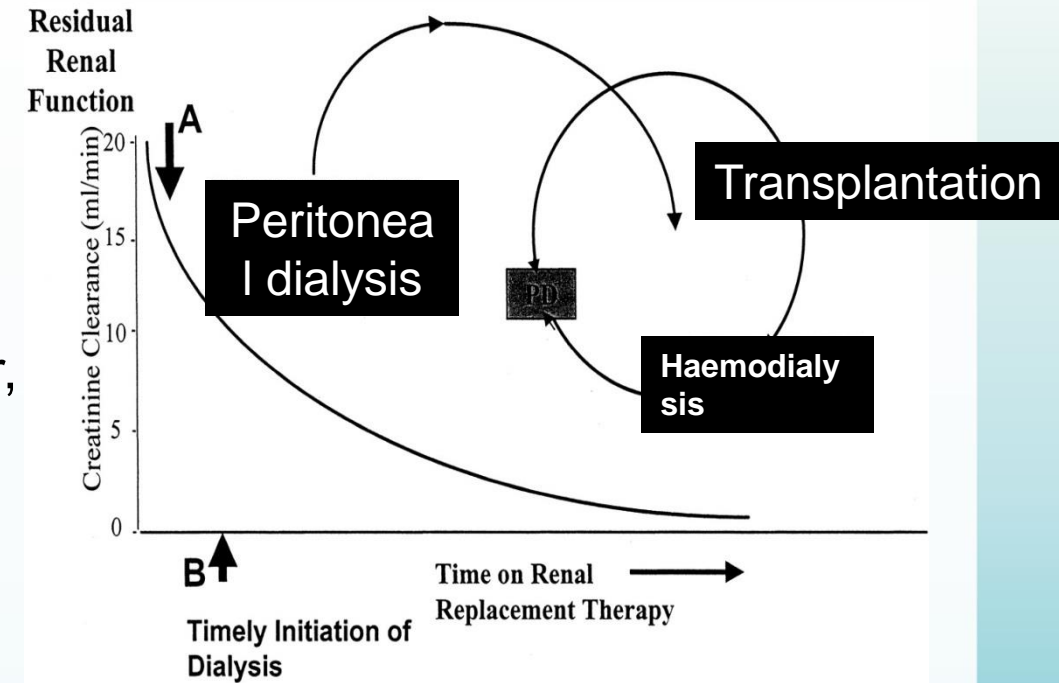 Residual
Renal
Function
A
Creatinine Clearance (ml/min)
20
15
10
5
0
Peritonea
l dialysis
Transplantation
PD
Haemodialy
sis
r,
B
Time on Renal
Replacement Therapy
Timely Initiation of
Dialysis